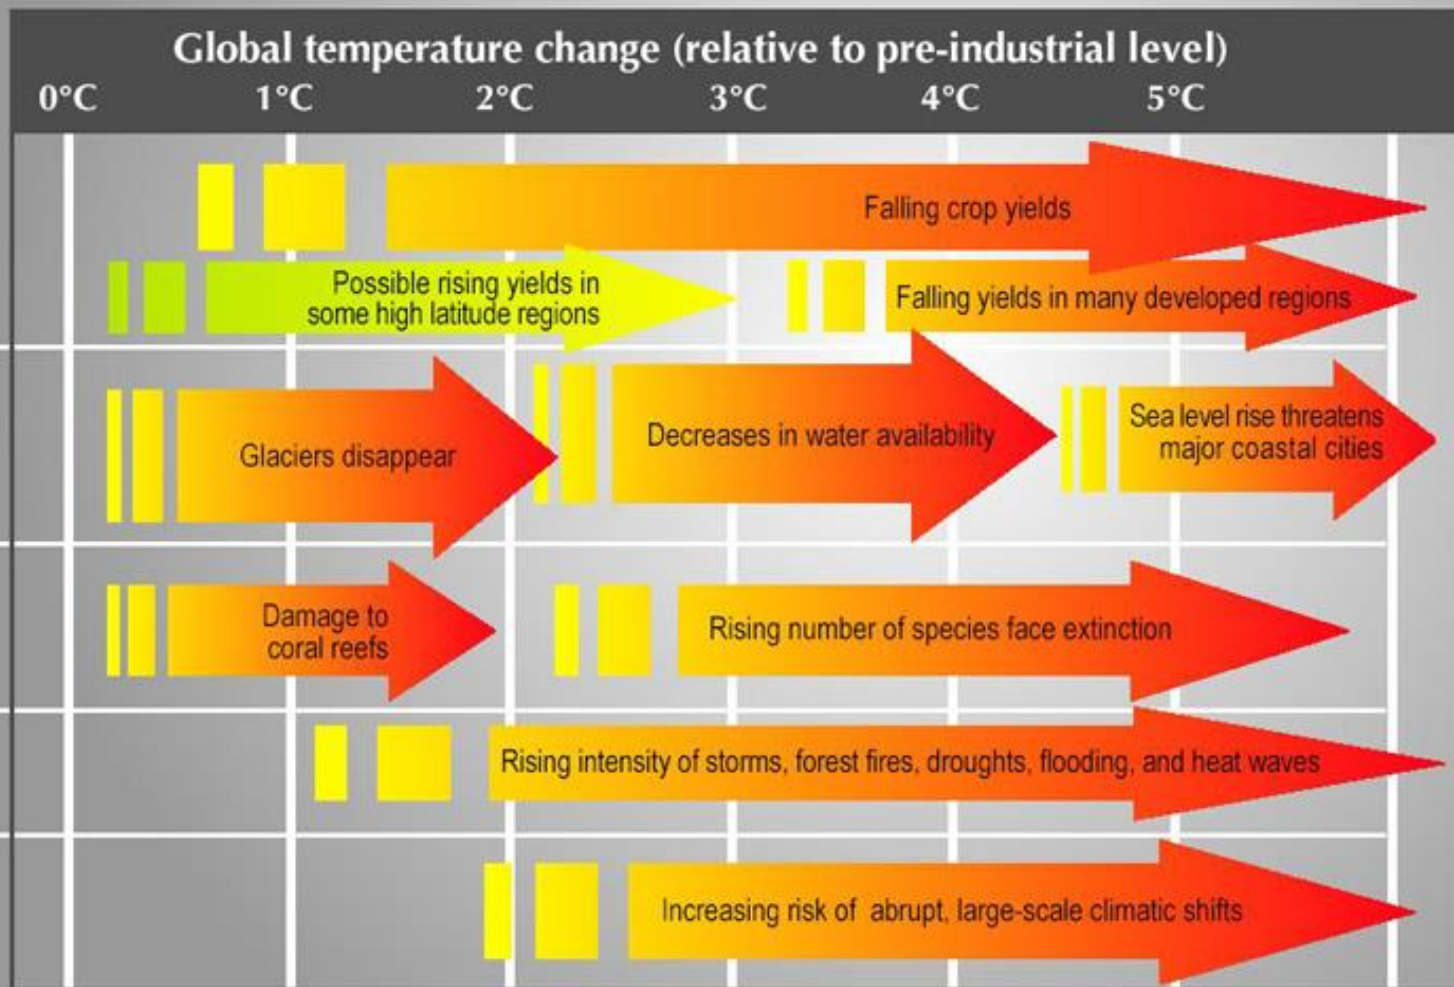 Global temperature change (relative to pre-industrial level)
0°C 1°C 2°C 3°C 4°C 5°C
Falling crop yields
Possible rising yields in
some high latitude regions
Falling yields in many developed regions
Glaciers disappear
Decreases in water availability
Sea level rise threatens
major coastal cities
Damage to
coral reefs
Rising number of species face extinction
Rising intensity of storms, forest fires, droughts, flooding, and heat waves
Increasing risk of abrupt, large-scale climatic shifts